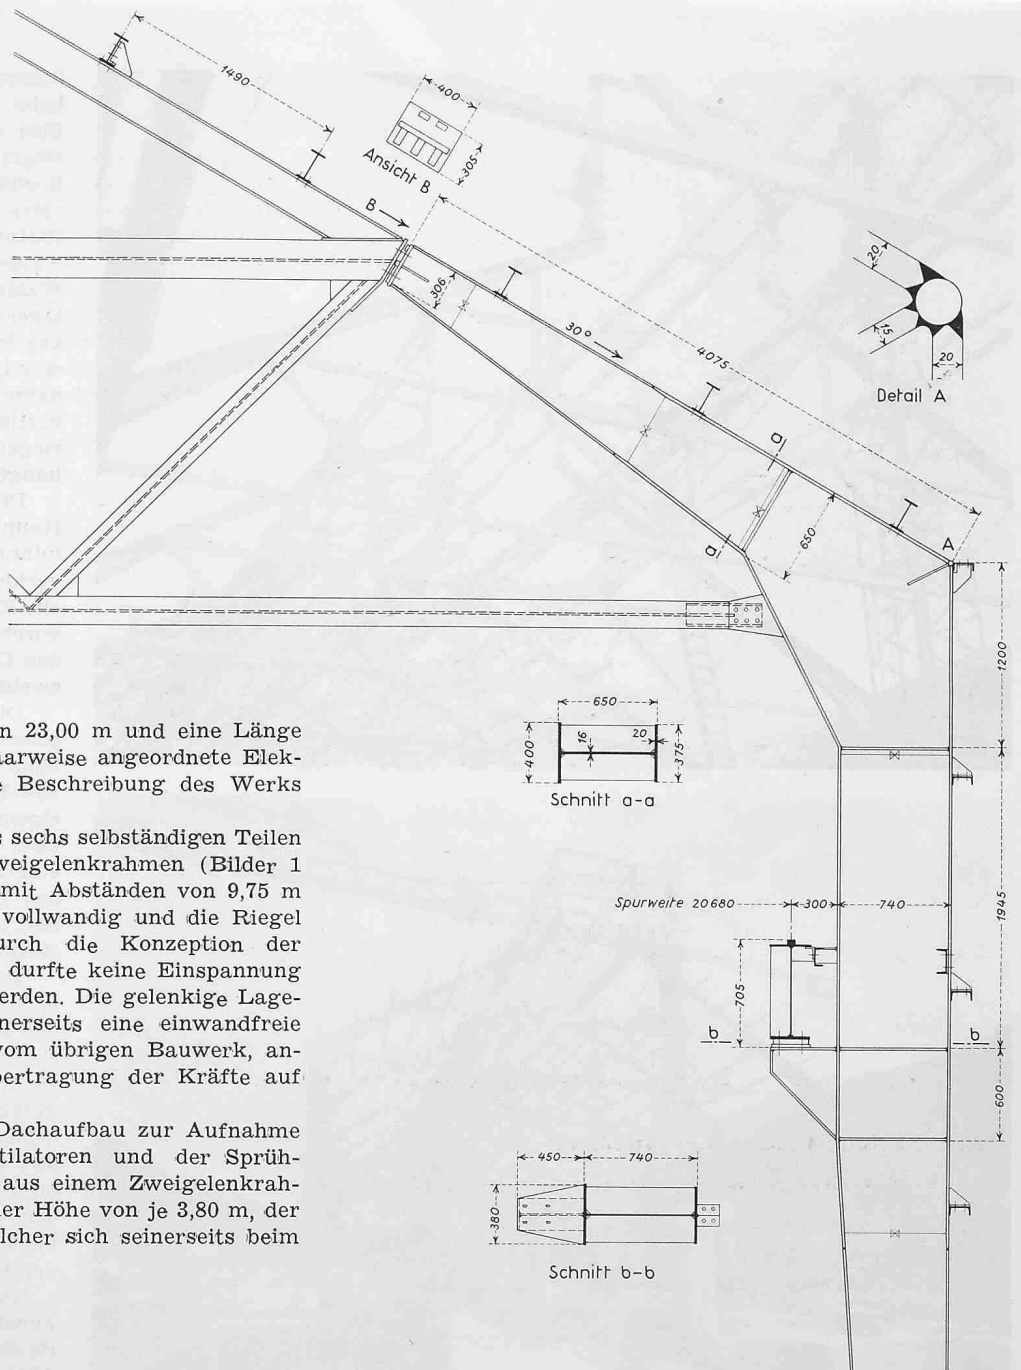 1490
400
305
Ansicht B
B
306
30°
4075
20
15
20
Detail A
a
a
650
A
1200
n 23,00 m und eine Länge
aarweise angeordnete Elek-
e Beschreibung des Werks
s sechs selbständigen Teilen
weigelenkrahmen (Bilder 1
mit Abständen von 9,75 m
vollwandig und die Riegel
urch die Konzeption der
durfte keine Einspannung
erden. Die gelenkige Lage-
nerseits eine einwandfreie
vom übrigen Bauwerk, an-
bertragung der Kräfte auf
Dachaufbau zur Aufnahme
tilatoren und der Sprüh-
aus einem Zweigelenkrah-
ner Höhe von je 3,80 m, der
lcher sich seinerseits beim
650
400
16
20
375
Schnitt a-a
Spurweite 20680
300
740
1945
705
b
b
600
450
740
380
Schnitt b-b